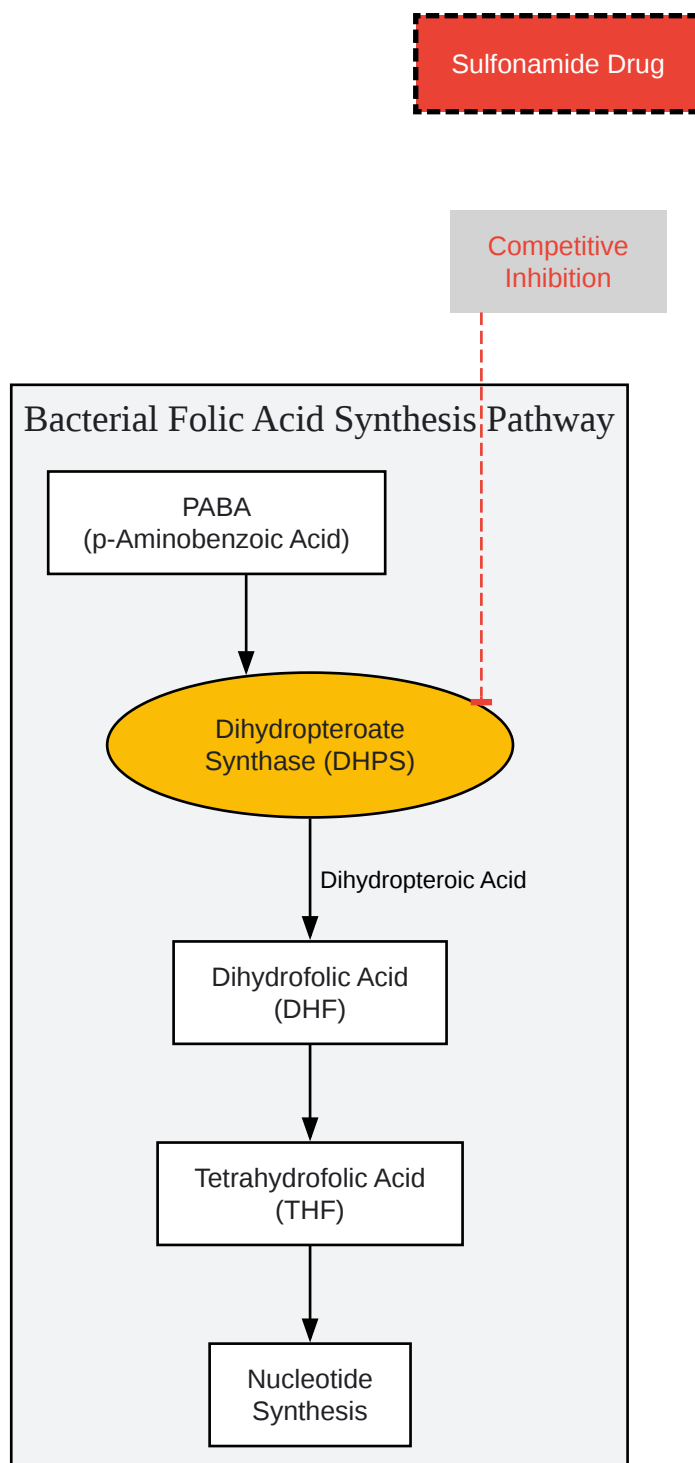 Sulfonamide Drug
Competitive
Inhibition
Bacterial Folic Acid Synthesis Pathway
PABA
(p-Aminobenzoic Acid)
Dihydropteroate
Synthase (DHPS)
Dihydropteroic Acid
Dihydrofolic Acid
(DHF)
Tetrahydrofolic Acid
(THF)
Nucleotide
Synthesis